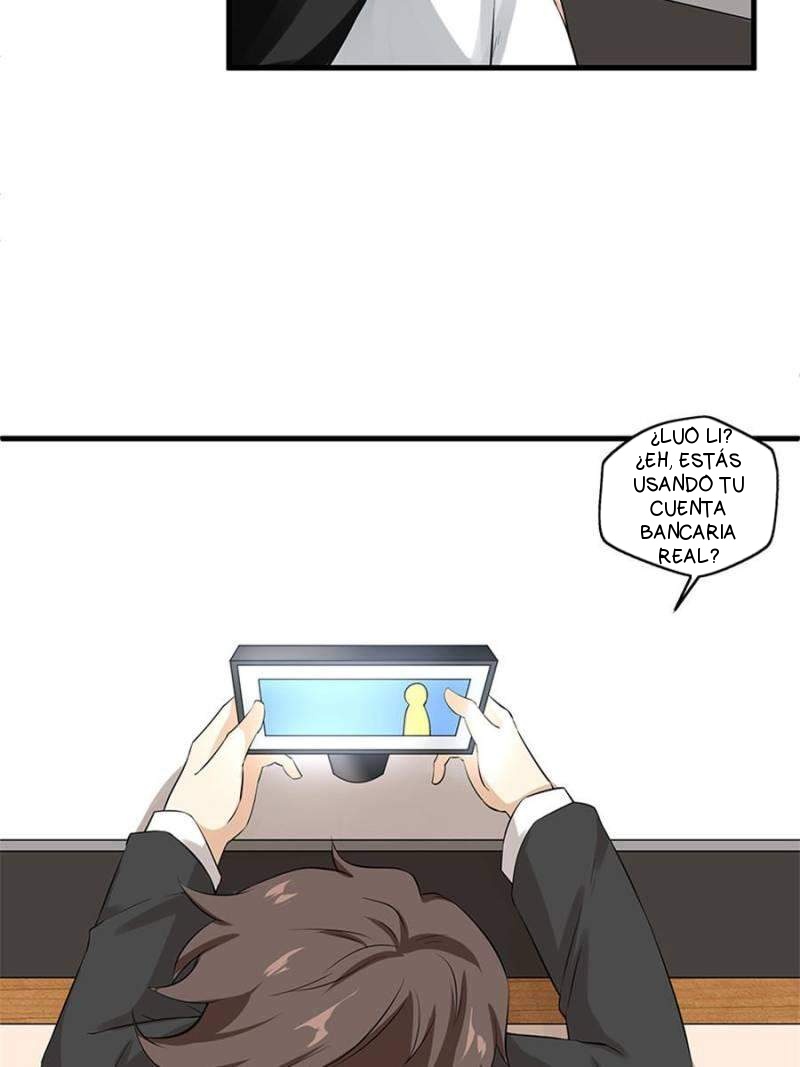 ¿LUO LI?
¿EH, ESTÁS
USANDO TU
CUENTA
BANCARIA
REAL?